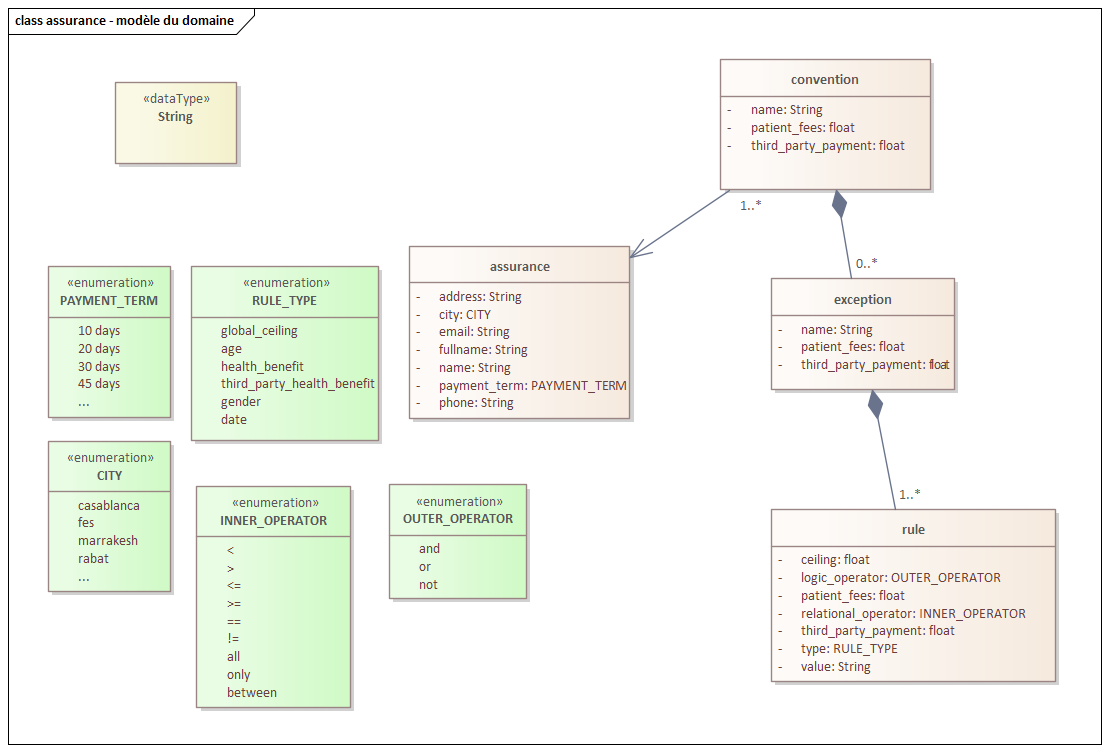 class assurance - modèle du domaine
«dataType»
String
convention
- name: String
- patient_fees: float
- third_party_payment: float
1..*
0..*
assurance
- address: String
- city: CITY
- email: String
- fullname: String
- name: String
- payment_term: PAYMENT_TERM
- phone: String
exception
- name: String
- patient_fees: float
- third_party_payment: float
1..*
rule
- ceiling: float
- logic_operator: OUTER_OPERATOR
- patient_fees: float
- relational_operator: INNER_OPERATOR
- third_party_payment: float
- type: RULE_TYPE
- value: String
«enumeration»
PAYMENT_TERM
10 days
20 days
30 days
45 days
...
«enumeration»
RULE_TYPE
global_ceiling
age
health_benefit
third_party_health_benefit
gender
date
«enumeration»
CITY
casablanca
fes
marrakesh
rabat
...
«enumeration»
INNER_OPERATOR
<
>
<=
>=
==
!=
all
only
between
«enumeration»
OUTER_OPERATOR
and
or
not